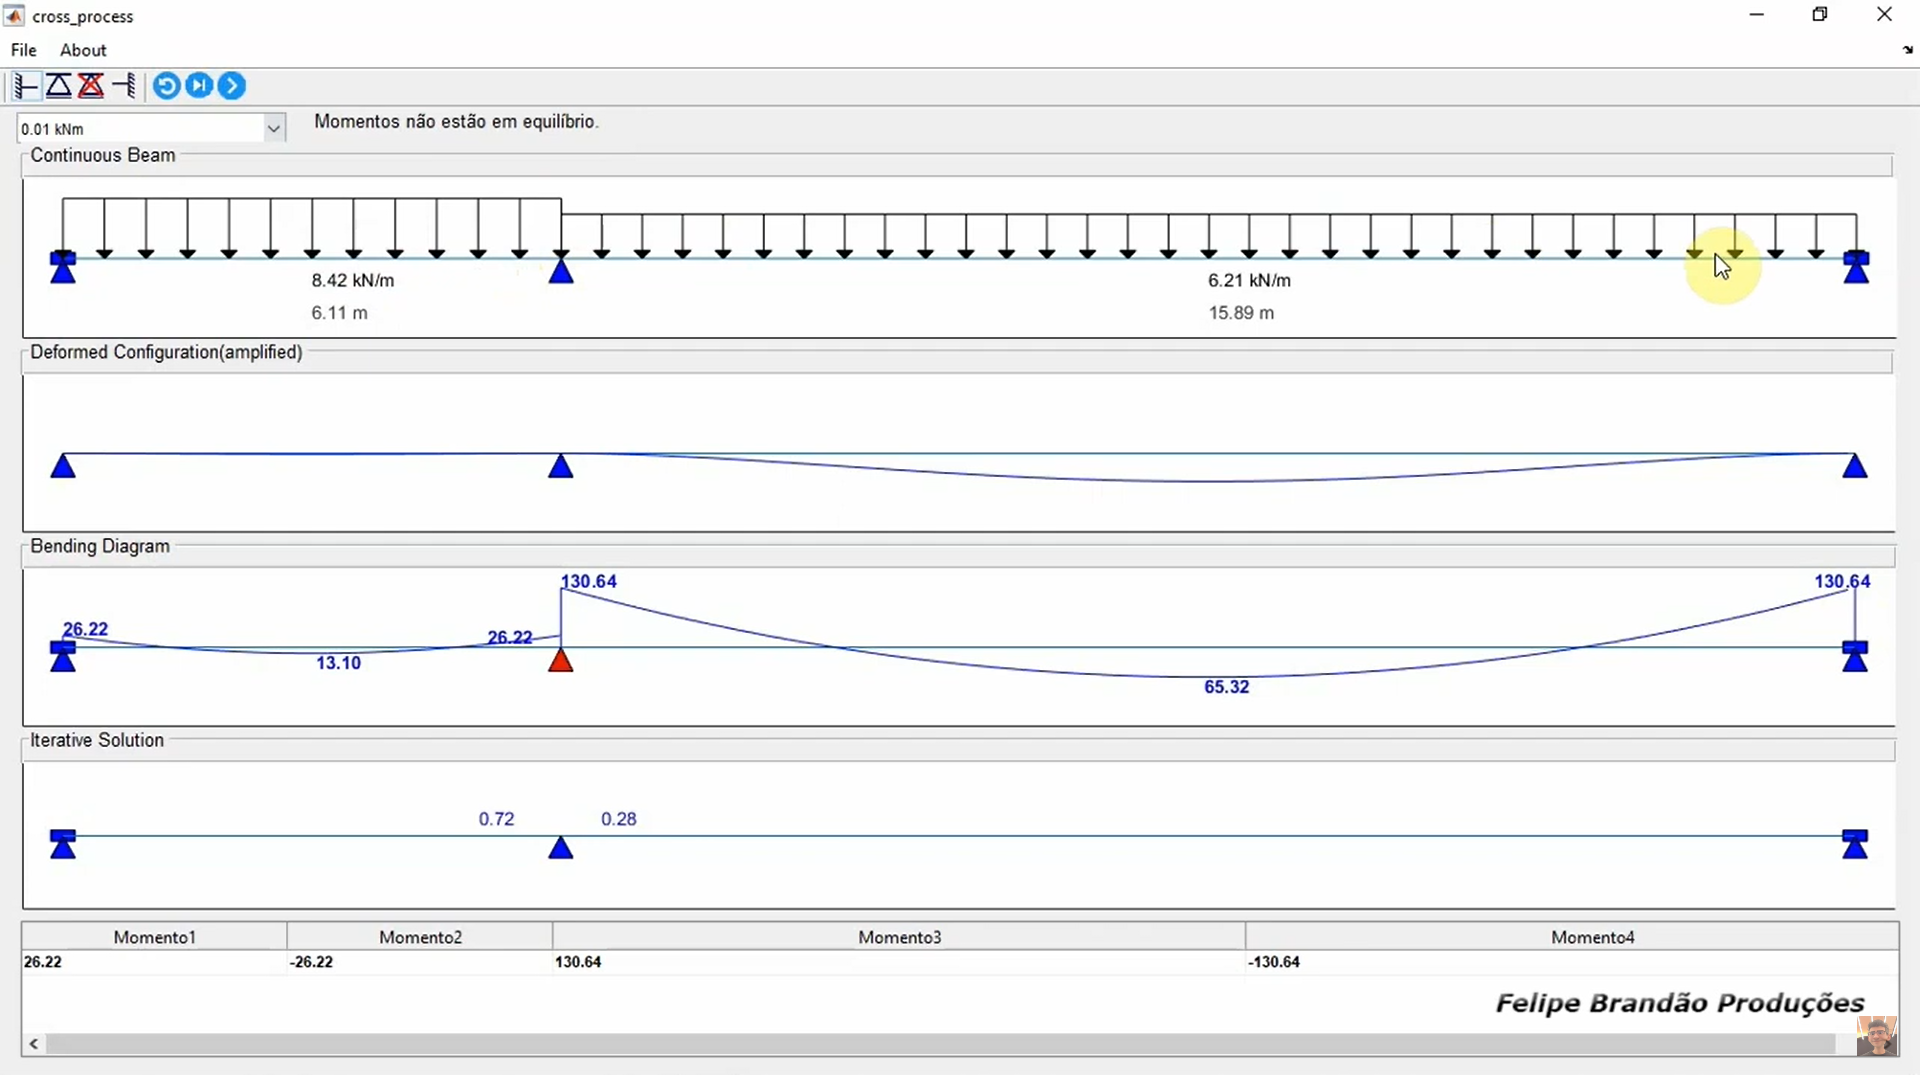 cross_process
File About
0.01 kNm
Momentos não estão em equilíbrio.
Continuous Beam
8.42 kN/m
6.21 kN/m
6.11 m
15.89 m
Deformed Configuration(amplified)
Bending Diagram
130.64
130.64
26.22
26.22
13.10
65.32
Iterative Solution
0.72
0.28
Momento1 Momento2 Momento3 Momento4
26.22 -26.22 130.64 -130.64
Felipe Brandão Produções